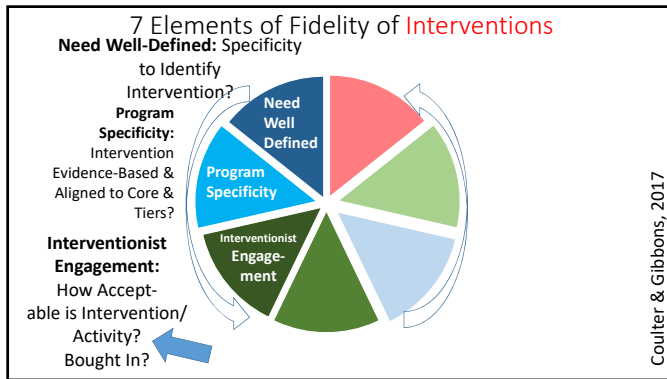 7 Elements of Fidelity of Interventions
Need Well-Defined: Specificity
to Identify
Intervention?
Program
Specificity:
Intervention
Evidence-Based &
Aligned to Core &
Tiers?
Interventionist
Engagement:
How Accept-
able is Intervention/
Activity?
Bought In?
Need
Well
Defined
Program
Specificity
Interventionist
Engage-
ment
Coulter & Gibbons, 2017